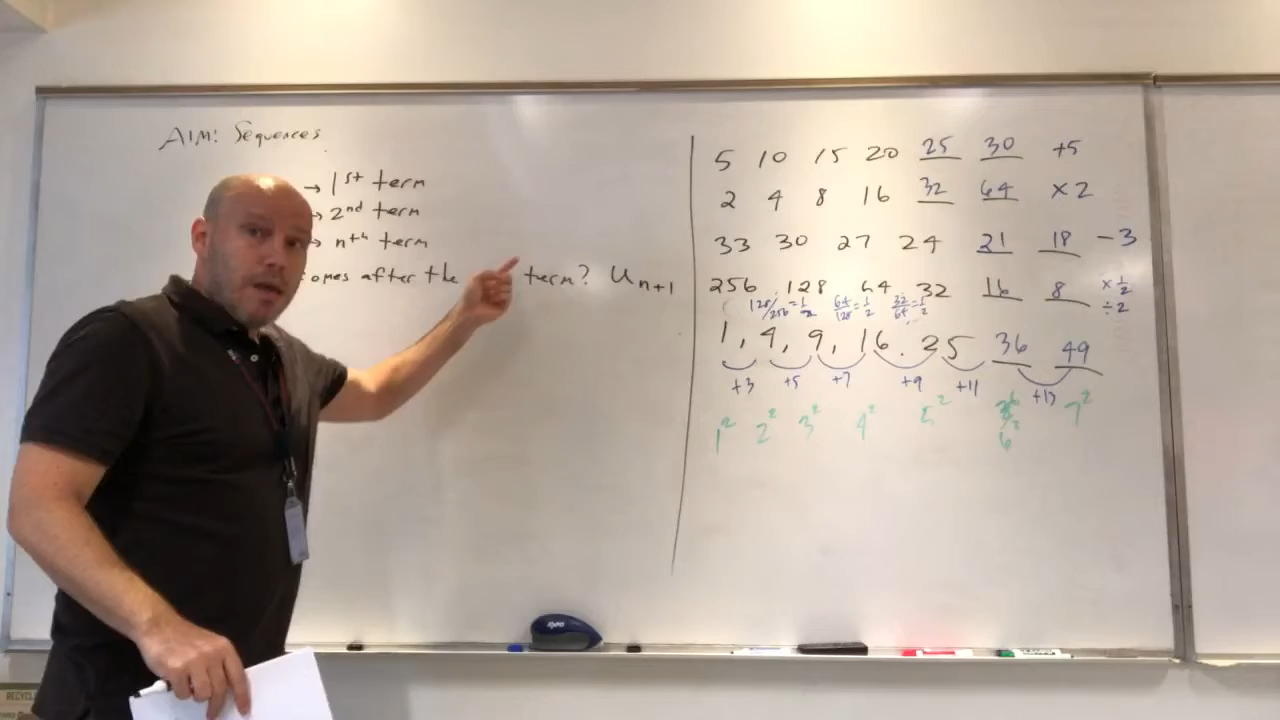 AIM: Sequences
→ 1st term
→ 2nd term
→ nth term
omes after the term? Un+1
5 10 15 20 25 30 +5
2 4 8 16 32 64 ×2
33 30 27 24 21 18 -3
256 128 64 32 16 8 ×1/2
÷2
128/256 = 1/2 64/128 = 1/2 32/64 = 1/2
1, 4, 9, 16. 25 36 49
+3 +5 +7 +9 +11 +13
1² 2² 3² 4² 5² 6² 7²
EXPO
RECYCL